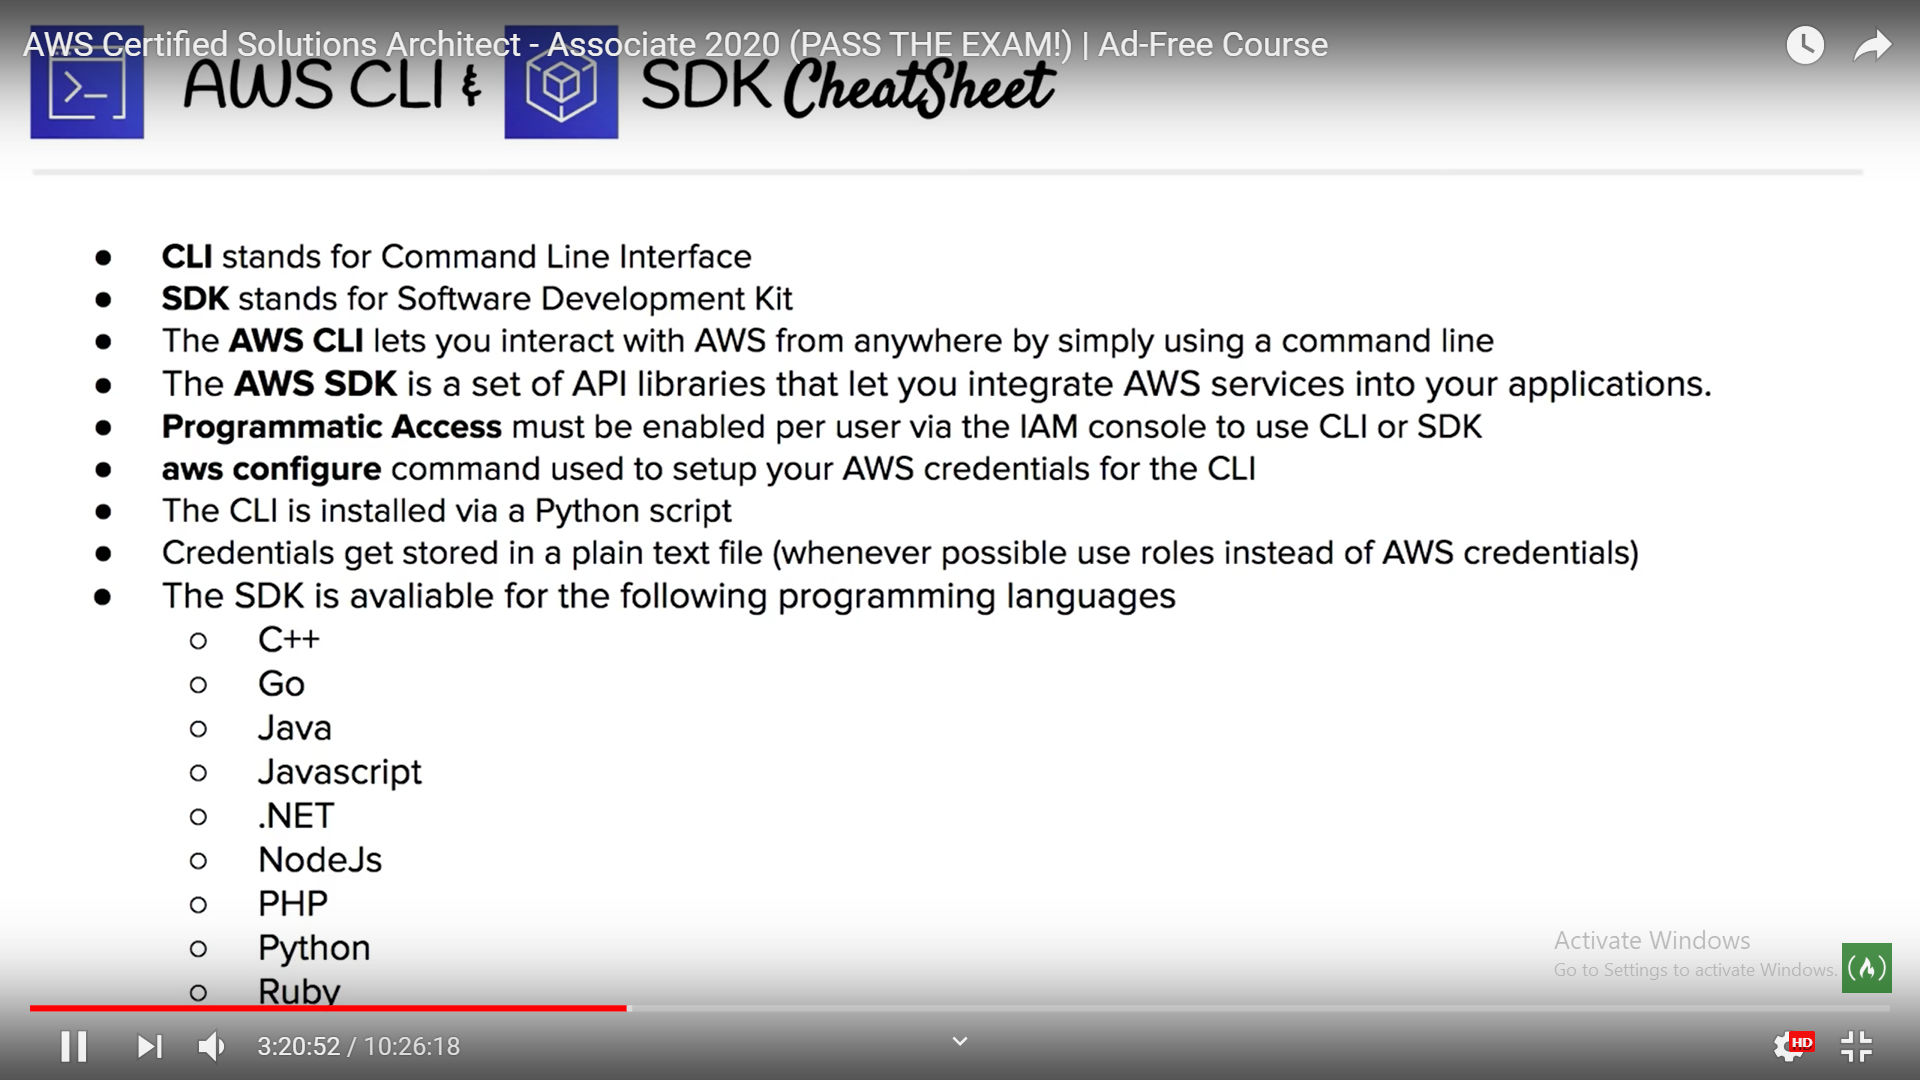 AWS Certified Solutions Architect - Associate 2020 (PASS THE EXAM!) | Ad-Free Course
AWS CLI & SDK CheatSheet
● CLI stands for Command Line Interface
● SDK stands for Software Development Kit
● The AWS CLI lets you interact with AWS from anywhere by simply using a command line
● The AWS SDK is a set of API libraries that let you integrate AWS services into your applications.
● Programmatic Access must be enabled per user via the IAM console to use CLI or SDK
● aws configure command used to setup your AWS credentials for the CLI
● The CLI is installed via a Python script
● Credentials get stored in a plain text file (whenever possible use roles instead of AWS credentials)
● The SDK is avaliable for the following programming languages
○ C++
○ Go
○ Java
○ Javascript
○ .NET
○ NodeJs
○ PHP
○ Python
○ Ruby
Activate Windows
Go to Settings to activate Windows.
3:20:52 / 10:26:18
HD